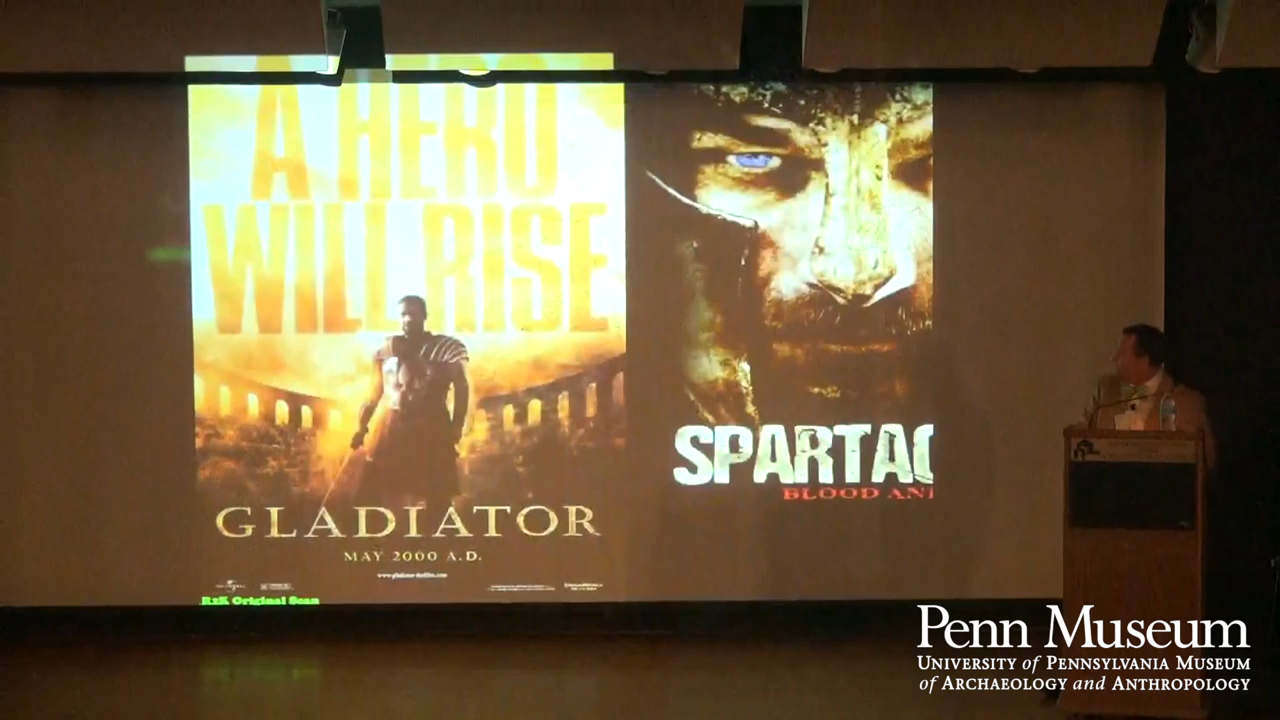 A HERO
WILL RISE
GLADIATOR
MAY 2000 A.D.
R2K Original Scan
SPARTAC
BLOOD AN
Penn Museum
UNIVERSITY of PENNSYLVANIA MUSEUM
of ARCHAEOLOGY and ANTHROPOLOGY